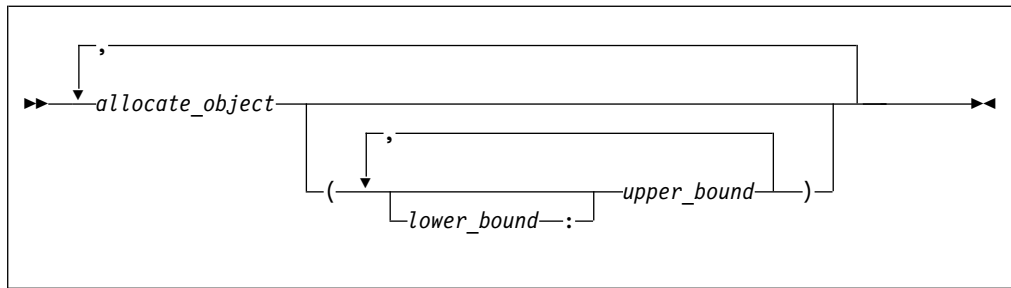 ,
allocate_object
,
( upper_bound )
lower_bound :